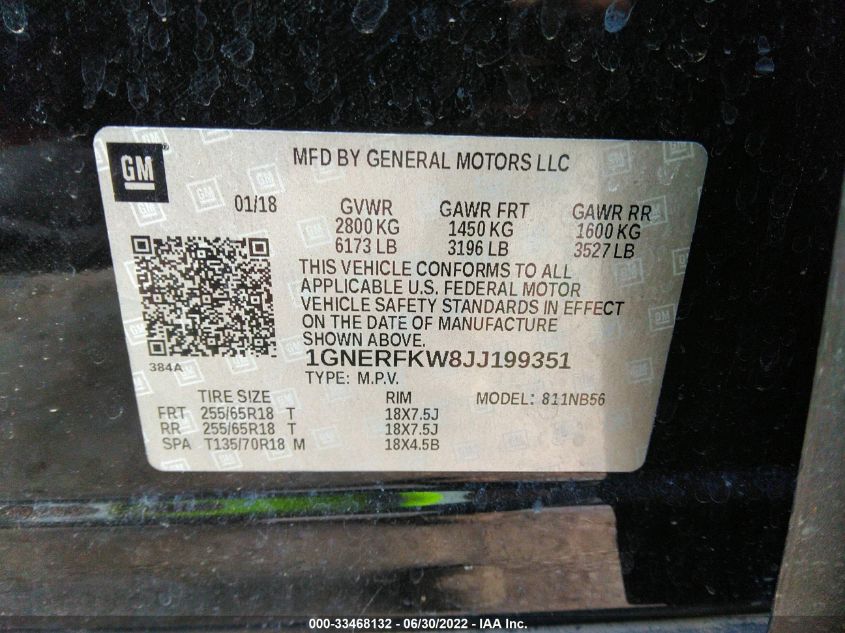 GM
MFD BY GENERAL MOTORS LLC
01/18 GVWR GAWR FRT GAWR RR
2800 KG 1450 KG 1600 KG
6173 LB 3196 LB 3527 LB
THIS VEHICLE CONFORMS TO ALL
APPLICABLE U.S. FEDERAL MOTOR
VEHICLE SAFETY STANDARDS IN EFFECT
ON THE DATE OF MANUFACTURE
SHOWN ABOVE.
384A
1GNERFKW8JJ199351
TYPE: M.P.V.
TIRE SIZE RIM MODEL: 811NB56
FRT 255/65R18 T 18X7.5J
RR 255/65R18 T 18X7.5J
SPA T135/70R18 M 18X4.5B
000-33468132 - 06/30/2022 - IAA Inc.